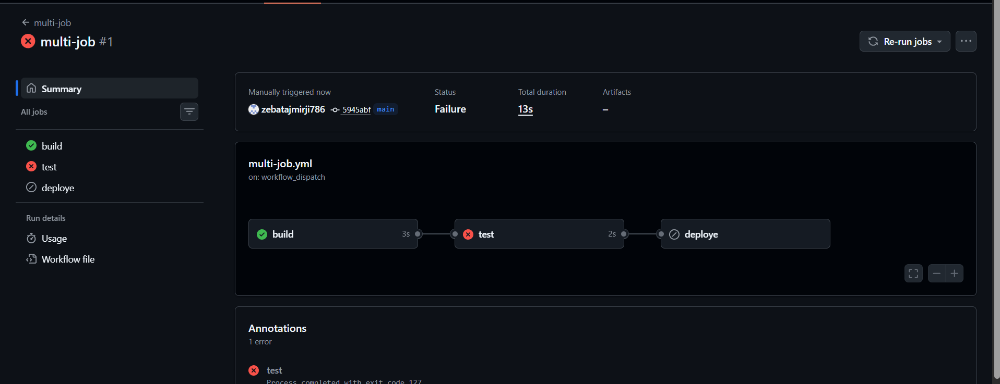 multi-job
multi-job #1
Re-run jobs
Summary
All jobs
build
test
deploye
Run details
Usage
Workflow file
Manually triggered now
Status
Total duration
Artifacts
zebatajmirji786 5945abf main
Failure
13s
–
multi-job.yml
on: workflow_dispatch
build 3s
test 2s
deploye
Annotations
1 error
test
Process completed with exit code 127